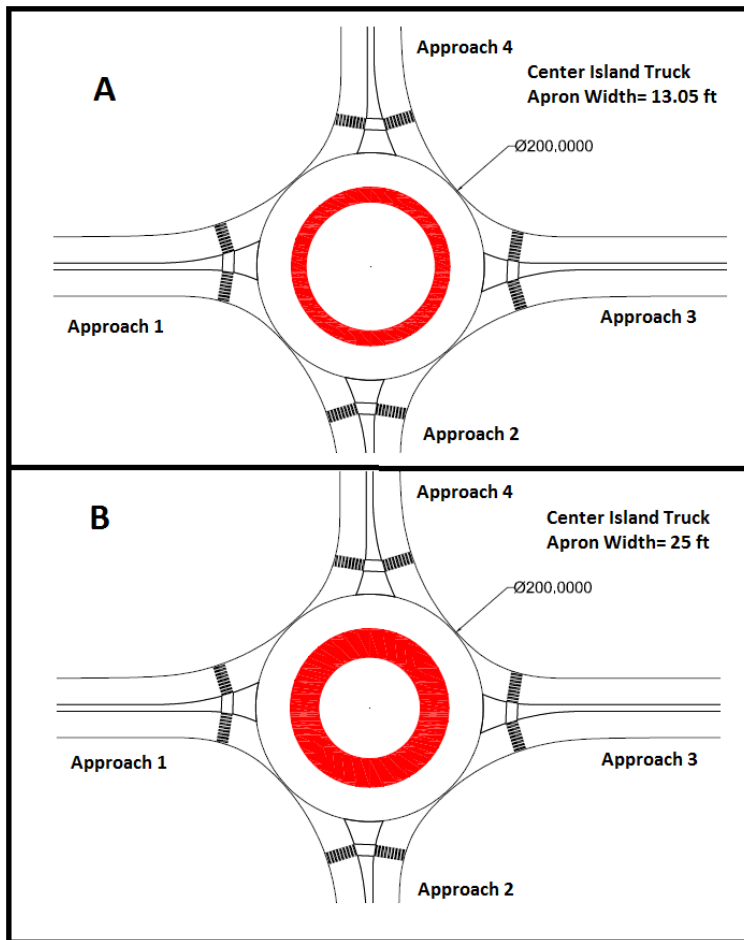 Approach 4
A
Center Island Truck
Apron Width= 13.05 ft
Ø200.0000
Approach 1
Approach 3
Approach 2
Approach 4
B
Center Island Truck
Apron Width= 25 ft
Ø200.0000
Approach 1
Approach 3
Approach 2